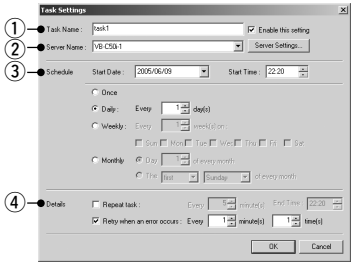 Task Settings
① Task Name : task1 Enable this setting
② Server Name : VB-C50i-1 Server Settings...
③ Schedule Start Date : 2005/06/09 Start Time : 22:20
Once
Daily : Every 1 day(s)
Weekly : Every 1 week(s) on
Sun Mon Tue Wed Thu Fri Sat
Monthly Day 1 of every month
The first Sunday of every month
④ Details Repeat task : Every 5 minute(s) End Time 22:20
Retry when an error occurs : Every 1 minute(s) 1 time(s)
OK Cancel